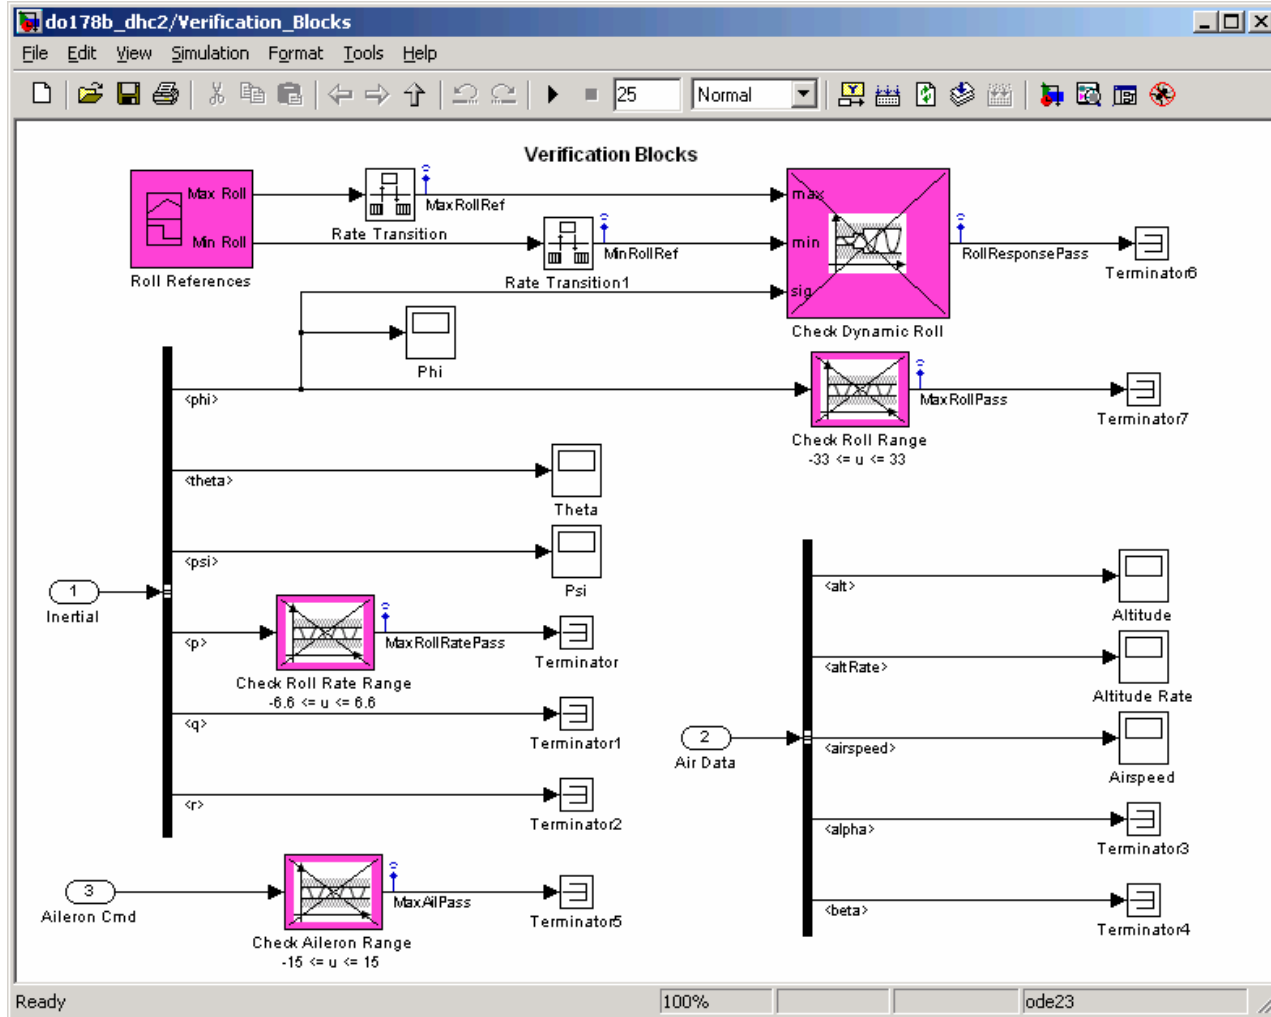 do178b_dhc2/Verification_Blocks
File Edit View Simulation Format Tools Help
25 Normal
Verification Blocks
Max Roll
Min Roll
Roll References
Rate Transition
MaxRollRef
Rate Transition1
MinRollRef
max
min
sig
Check Dynamic Roll
RollResponsePass
Terminator6
Phi
<phi>
Check Roll Range
-33 <= u <= 33
MaxRollPass
Terminator7
<theta>
Theta
<psi>
Psi
1
Inertial
<p>
Check Roll Rate Range
-6.6 <= u <= 6.6
MaxRollRatePass
Terminator
<q>
Terminator1
<r>
Terminator2
3
Aileron Cmd
Check Aileron Range
-15 <= u <= 15
MaxAilPass
Terminator5
2
Air Data
<alt>
Altitude
<altRate>
Altitude Rate
<airspeed>
Airspeed
<alpha>
Terminator3
<beta>
Terminator4
Ready 100% ode23